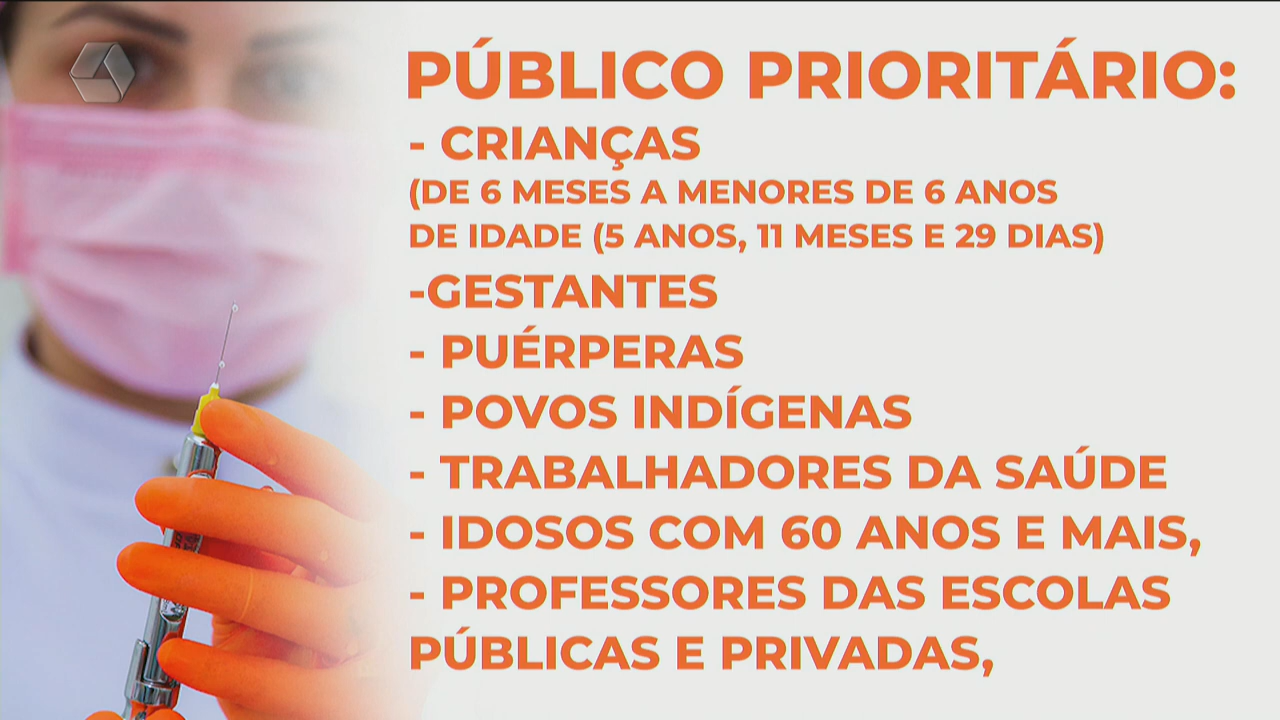 PÚBLICO PRIORITÁRIO:
- CRIANÇAS
(DE 6 MESES A MENORES DE 6 ANOS
DE IDADE (5 ANOS, 11 MESES E 29 DIAS)
-GESTANTES
- PUÉRPERAS
- POVOS INDÍGENAS
- TRABALHADORES DA SAÚDE
- IDOSOS COM 60 ANOS E MAIS,
- PROFESSORES DAS ESCOLAS
PÚBLICAS E PRIVADAS,